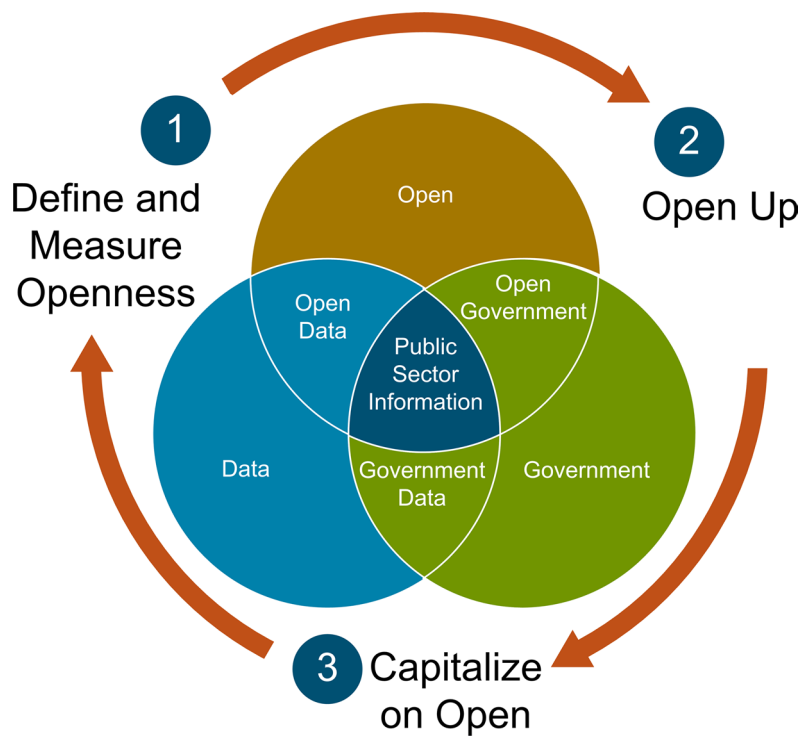 1
Define and
Measure
Openness
2
Open Up
Open
Open
Data
Open
Government
Public
Sector
Information
Data
Government
Data
Government
3
Capitalize
on Open